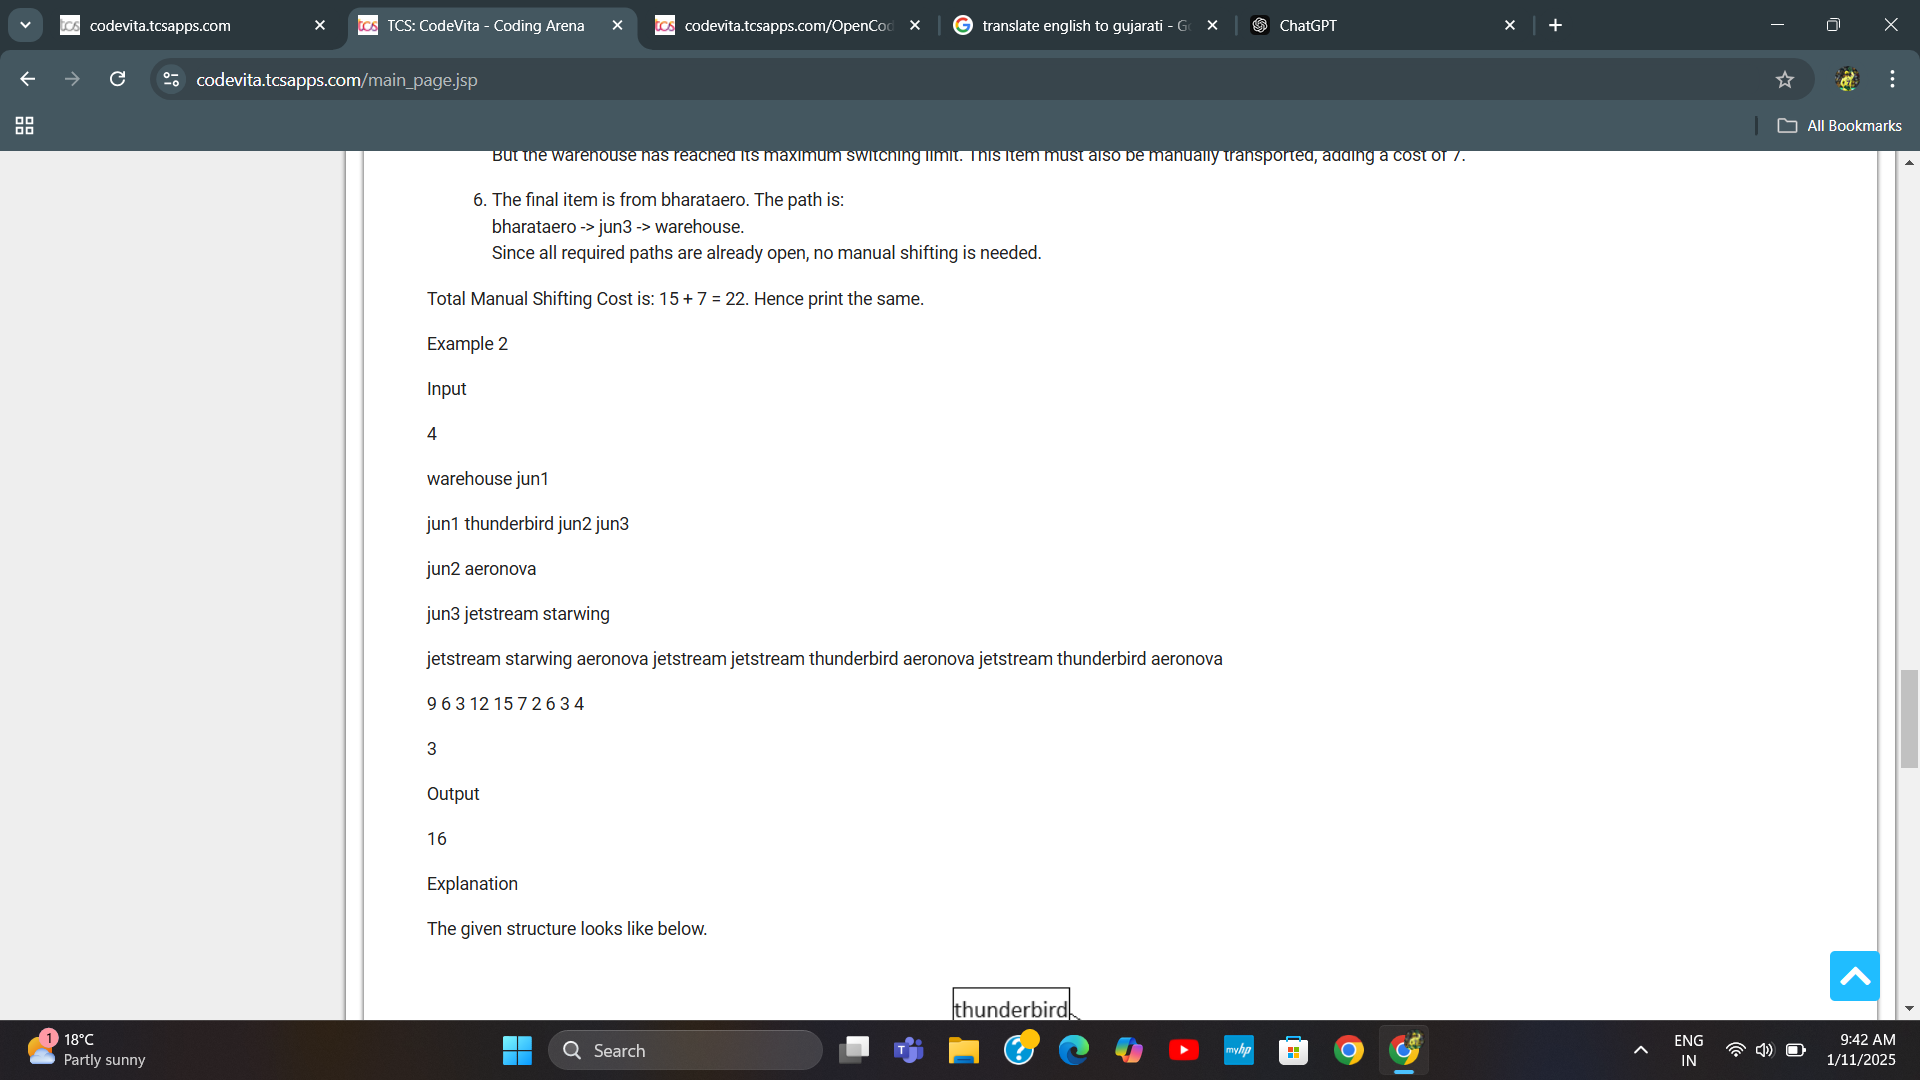 codevita.tcsapps.com
TCS: CodeVita - Coding Arena
codevita.tcsapps.com/OpenCod
translate english to gujarati - Go
ChatGPT
codevita.tcsapps.com/main_page.jsp
All Bookmarks
But the warehouse has reached its maximum switching limit. This item must also be manually transported, adding a cost of 7.
6. The final item is from bharataero. The path is:
bharataero -> jun3 -> warehouse.
Since all required paths are already open, no manual shifting is needed.
Total Manual Shifting Cost is: 15 + 7 = 22. Hence print the same.
Example 2
Input
4
warehouse jun1
jun1 thunderbird jun2 jun3
jun2 aeronova
jun3 jetstream starwing
jetstream starwing aeronova jetstream jetstream thunderbird aeronova jetstream thunderbird aeronova
9 6 3 12 15 7 2 6 3 4
3
Output
16
Explanation
The given structure looks like below.
thunderbird
1
18°C
Partly sunny
Search
myhp
ENG
IN
9:42 AM
1/11/2025